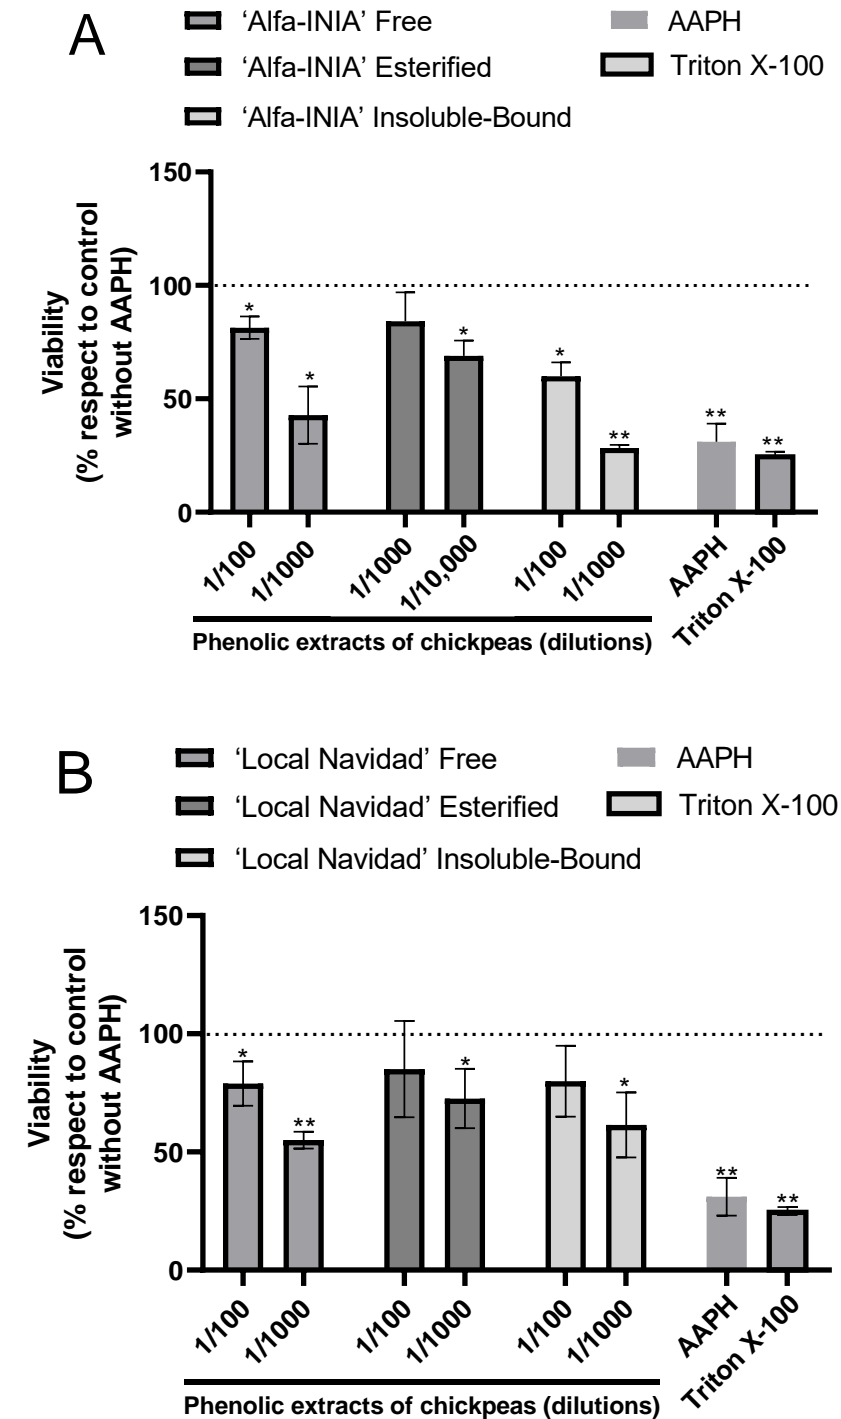 A
‘Alfa-INIA’ Free
‘Alfa-INIA’ Esterified
‘Alfa-INIA’ Insoluble-Bound
AAPH
Triton X-100
Viability
(% respect to control
without AAPH)
150
100
50
0
*
*
*
*
**
**
**
1/100
1/1000
1/1000
1/10,000
1/100
1/1000
AAPH
Triton X-100
Phenolic extracts of chickpeas (dilutions)
B
‘Local Navidad’ Free
‘Local Navidad’ Esterified
‘Local Navidad’ Insoluble-Bound
AAPH
Triton X-100
Viability
(% respect to control
without AAPH)
150
100
50
0
*
**
*
*
**
**
1/100
1/1000
1/100
1/1000
1/100
1/1000
AAPH
Triton X-100
Phenolic extracts of chickpeas (dilutions)